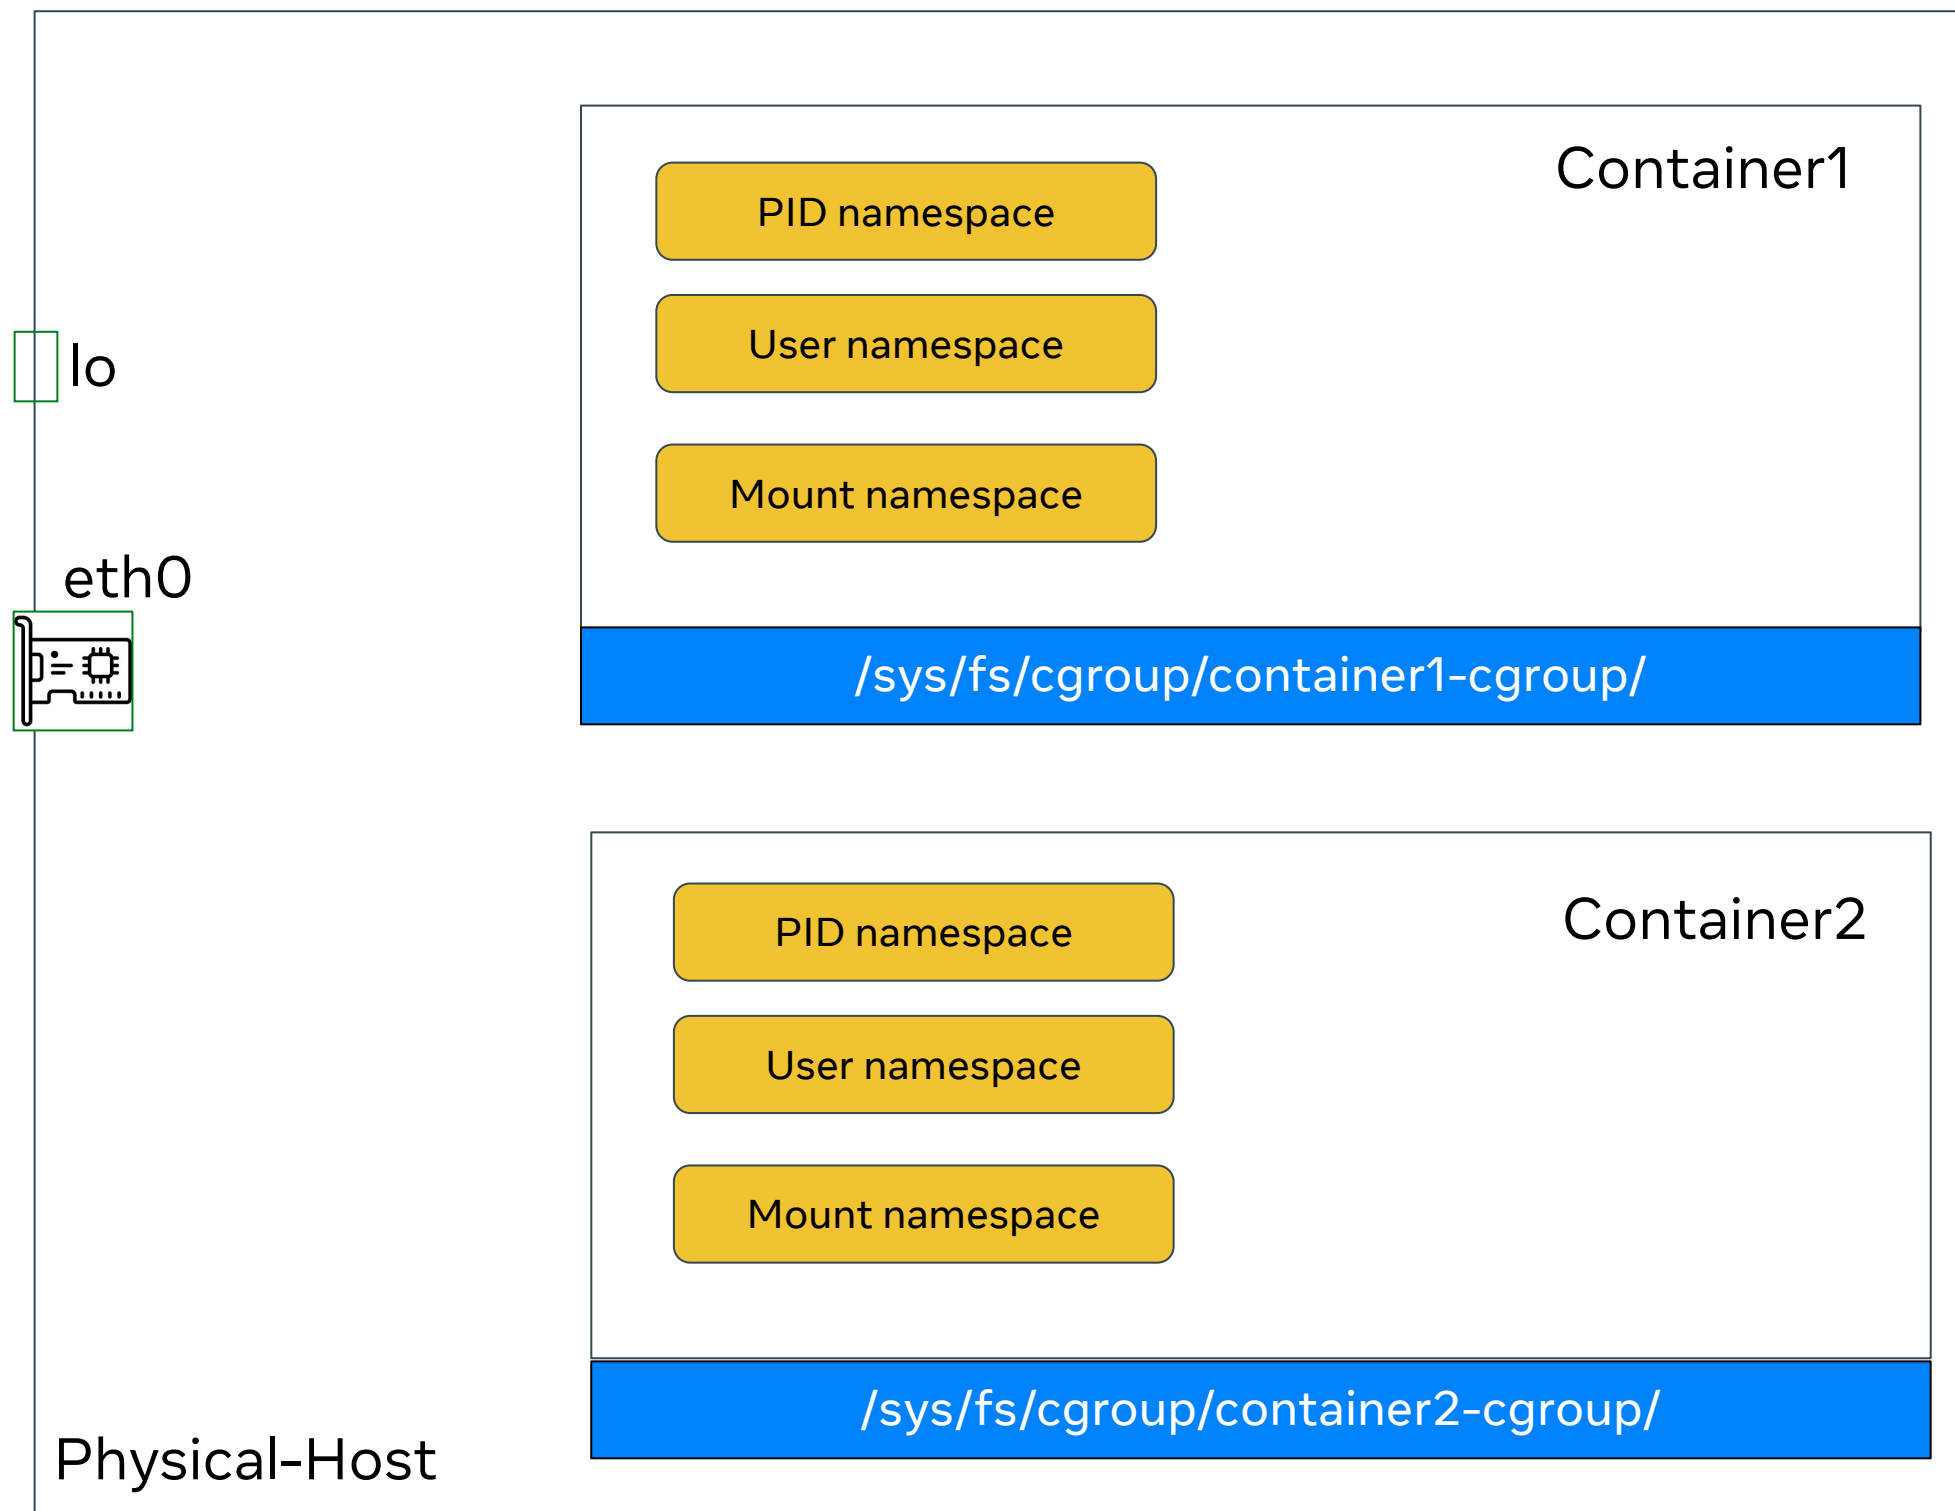 Container1
PID namespace
User namespace
lo
Mount namespace
eth0
/sys/fs/cgroup/container1-cgroup/
Container2
PID namespace
User namespace
Mount namespace
/sys/fs/cgroup/container2-cgroup/
Physical-Host